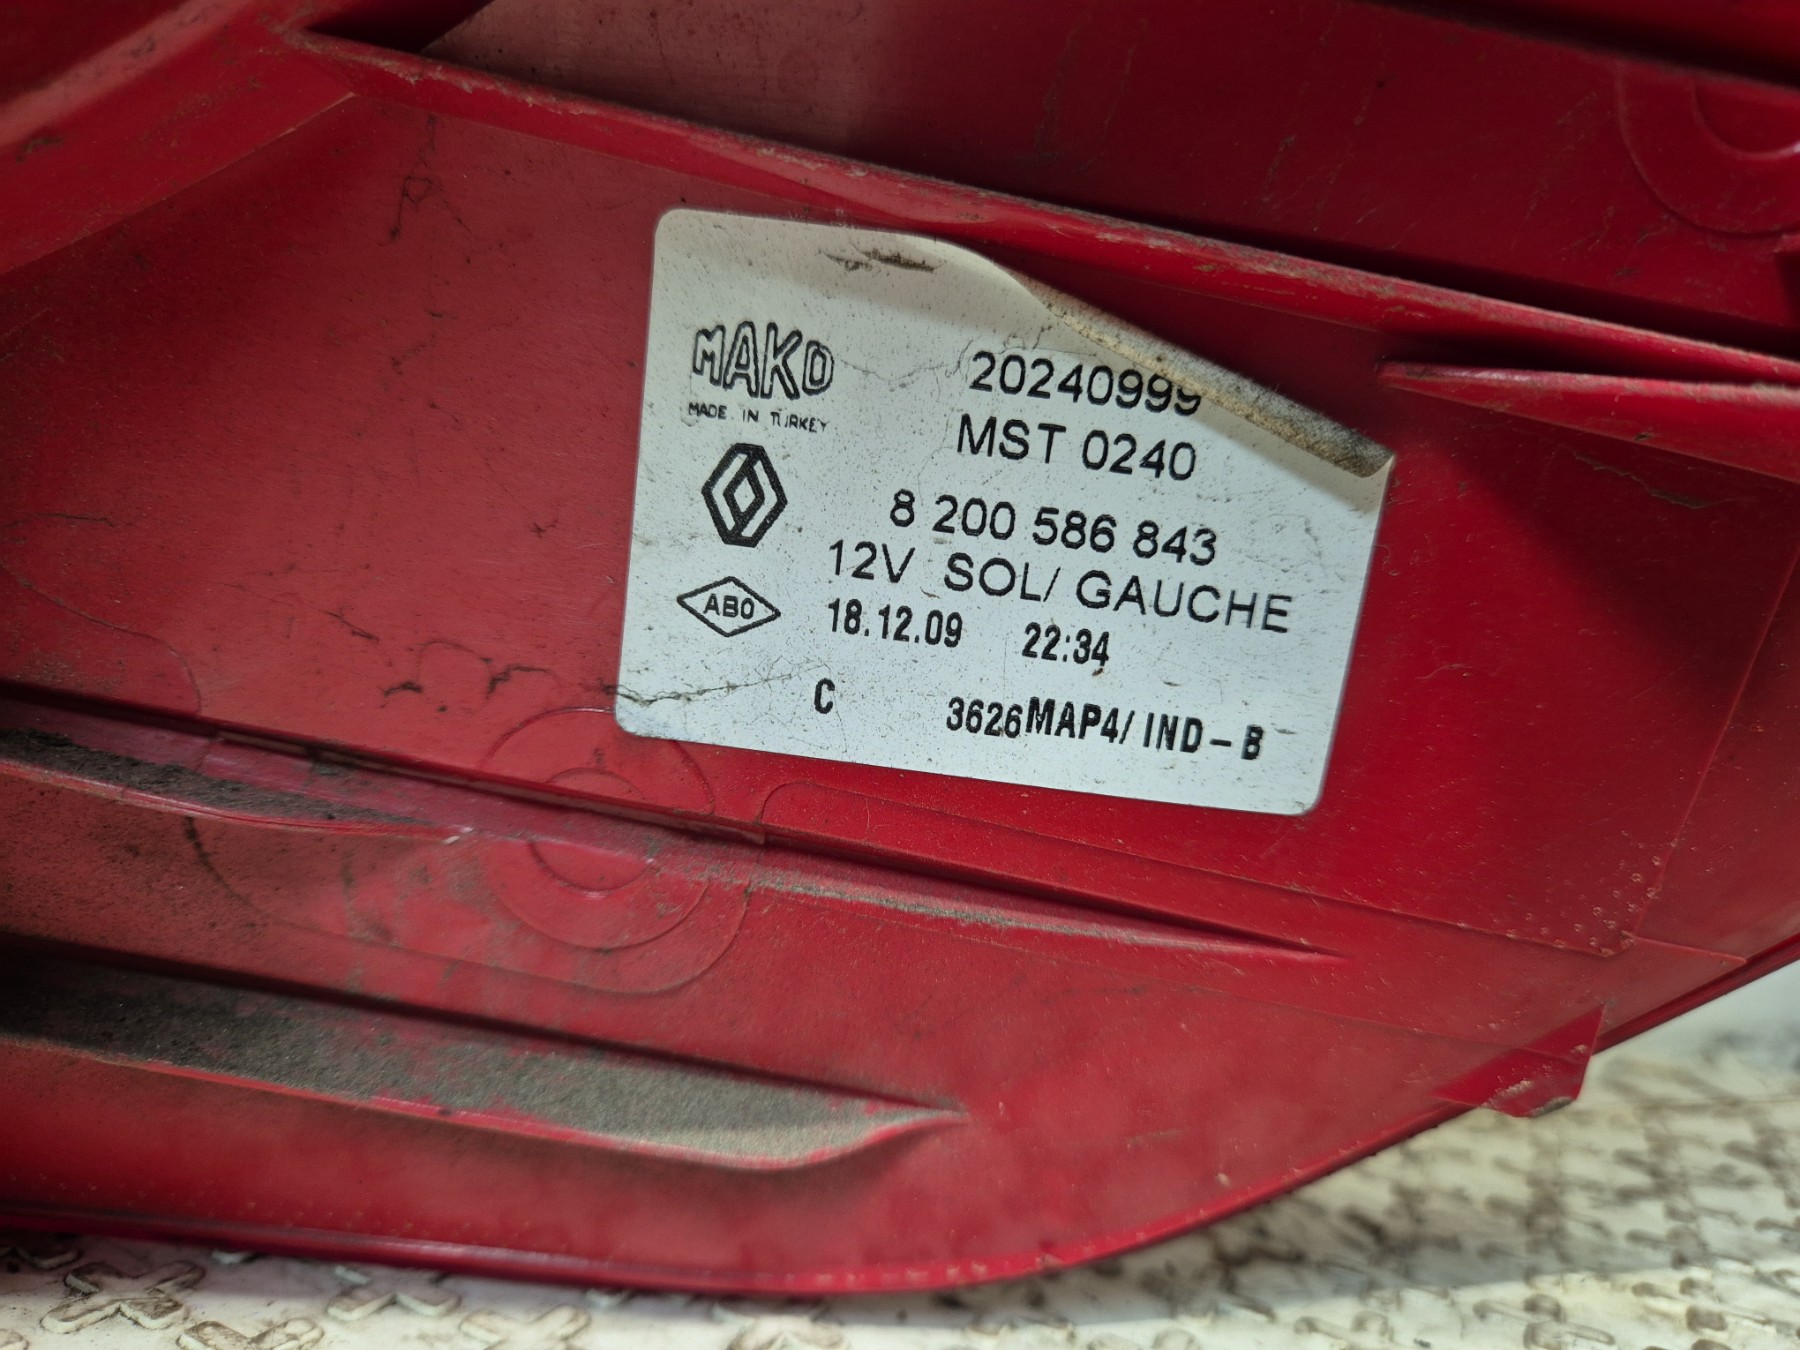 MAKO
MADE IN TURKEY
20240999
MST 0240
8 200 586 843
12V SOL/ GAUCHE
ABO
18.12.09 22:34
C 3626MAP4/ IND-B